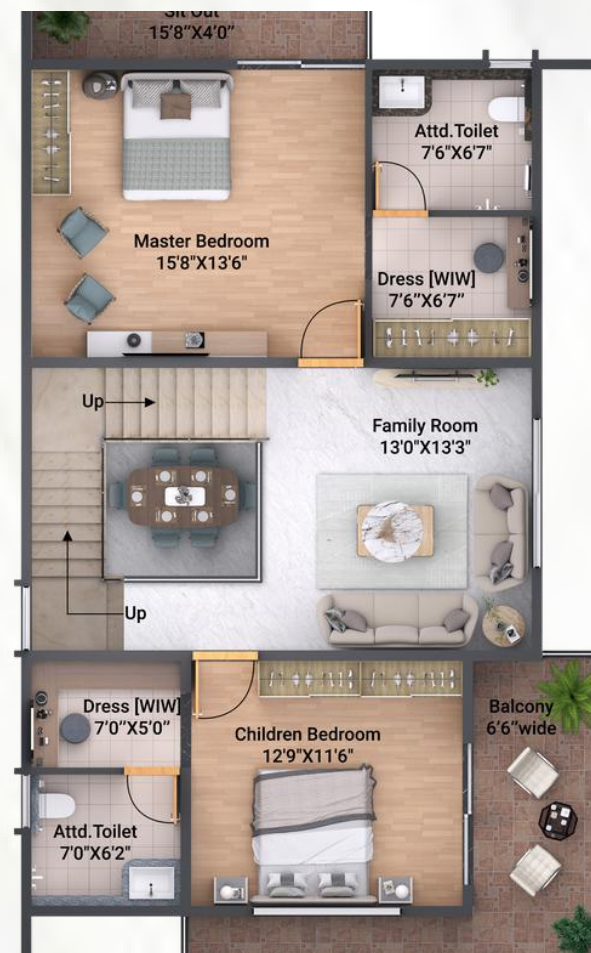 Sit Out
15'8"X4'0"
Attd.Toilet
7'6"X6'7"
Master Bedroom
15'8"X13'6"
Dress [WIW]
7'6"X6'7"
Up
Family Room
13'0"X13'3"
Up
Dress [WIW]
7'0"X5'0"
Balcony
6'6"wide
Children Bedroom
12'9"X11'6"
Attd.Toilet
7'0"X6'2"